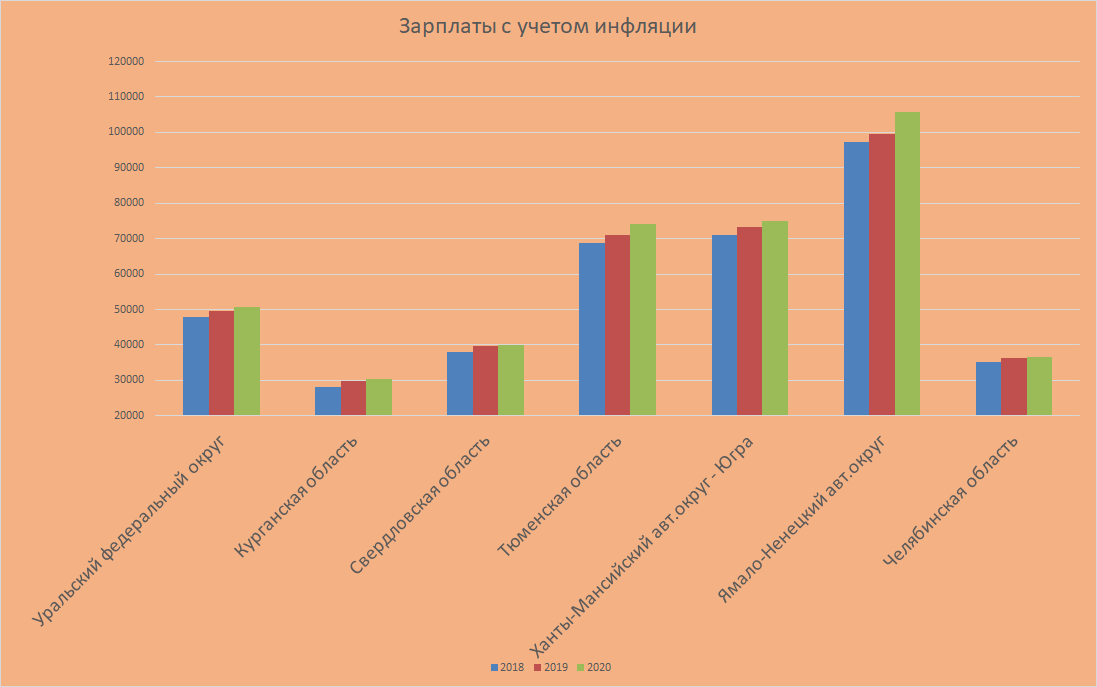 Зарплаты с учетом инфляции
120000
110000
100000
90000
80000
70000
60000
50000
40000
30000
20000
Уральский федеральный округ
Курганская область
Свердловская область
Тюменская область
Ханты-Мансийский авт.округ - Югра
Ямало-Ненецкий авт.округ
Челябинская область
2018 2019 2020